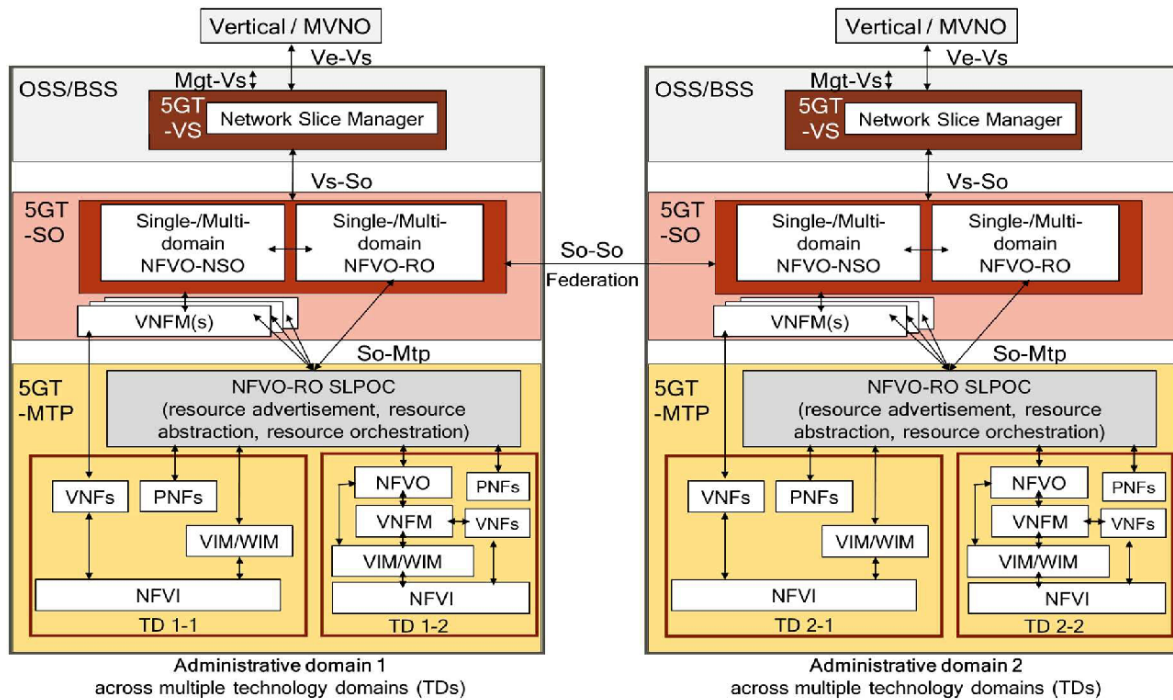 Vertical / MVNO
Ve-Vs
OSS/BSS
Mgt-Vs
5GT
-VS
Network Slice Manager
Vs-So
5GT
-SO
Single-/Multi-
domain
NFVO-NSO
Single-/Multi-
domain
NFVO-RO
VNFM(s)
So-Mtp
5GT
-MTP
NFVO-RO SLPOC
(resource advertisement, resource
abstraction, resource orchestration)
VNFs
PNFs
VIM/WIM
NFVI
TD 1-1
NFVO
PNFs
VNFM
VNFs
VIM/WIM
NFVI
TD 1-2
Administrative domain 1
across multiple technology domains (TDs)
So-So
Federation
Vertical / MVNO
Ve-Vs
OSS/BSS
Mgt-Vs
5GT
-VS
Network Slice Manager
Vs-So
5GT
-SO
Single-/Multi-
domain
NFVO-NSO
Single-/Multi-
domain
NFVO-RO
VNFM(s)
So-Mtp
5GT
-MTP
NFVO-RO SLPOC
(resource advertisement, resource
abstraction, resource orchestration)
VNFs
PNFs
VIM/WIM
NFVI
TD 2-1
NFVO
PNFs
VNFM
VNFs
VIM/WIM
NFVI
TD 2-2
Administrative domain 2
across multiple technology domains (TDs)